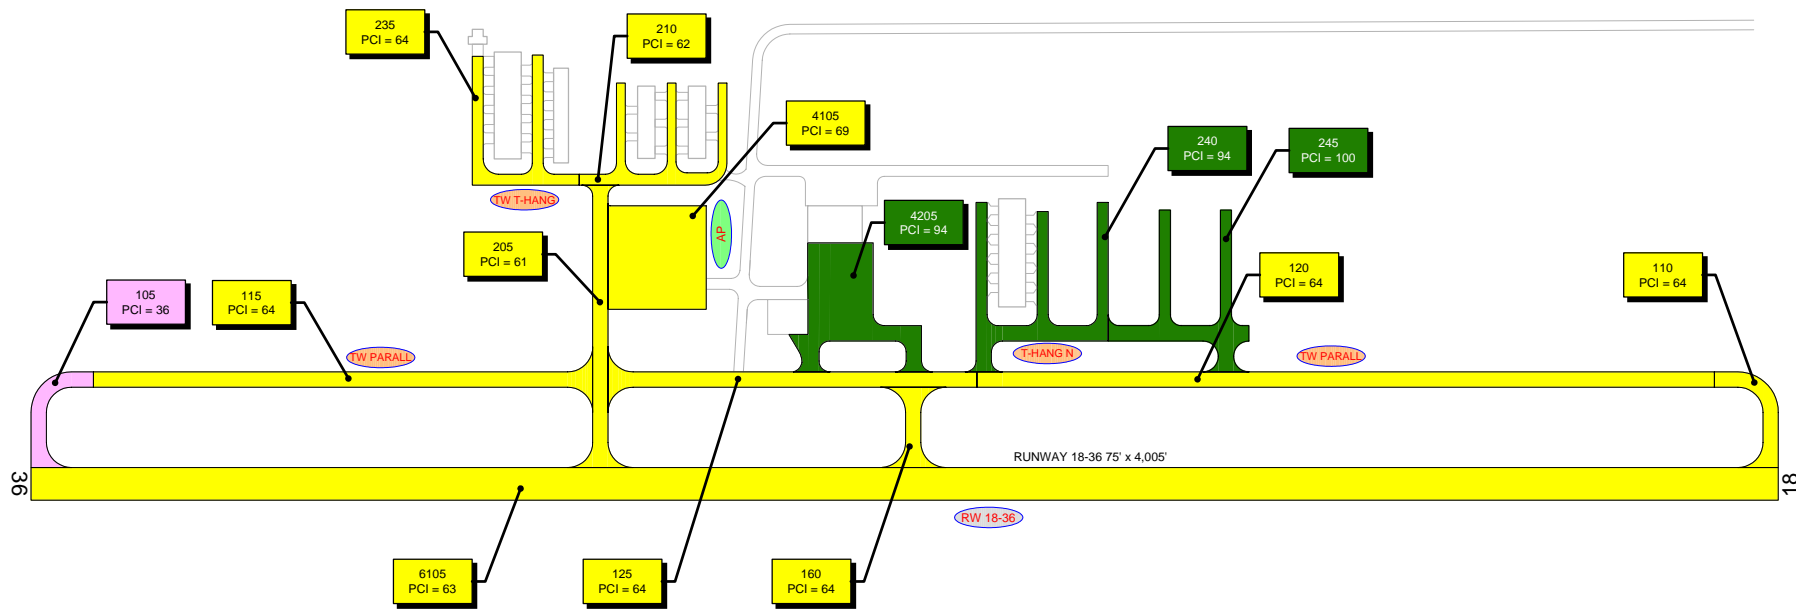 235
PCI = 64
210
PCI = 62
4105
PCI = 69
240
PCI = 94
245
PCI = 100
TW T-HANG
AP
4205
PCI = 94
205
PCI = 61
120
PCI = 64
110
PCI = 64
105
PCI = 36
115
PCI = 64
TW PARALL
T-HANG N
TW PARALL
RUNWAY 18-36 75' x 4,005'
36
18
RW 18-36
6105
PCI = 63
125
PCI = 64
160
PCI = 64